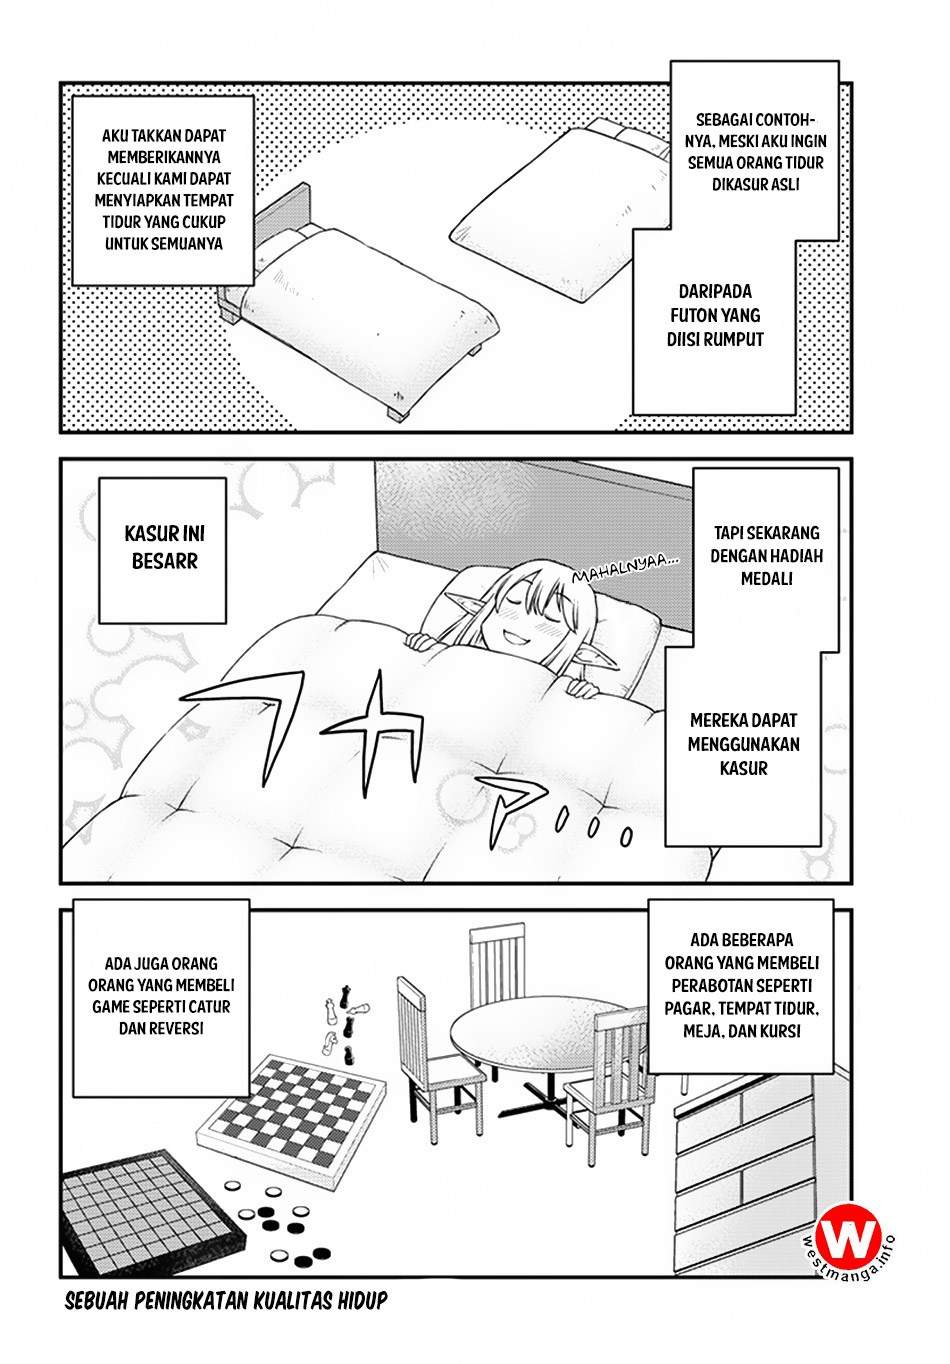 SEBAGAI CONTOH-
NYA, MESKI AKU INGIN
SEMUA ORANG TIDUR
DIKASUR ASLI
DARIPADA
FUTON YANG
DIISI RUMPUT
AKU TAKKAN DAPAT
MEMBERIKANNYA
KECUALI KAMI DAPAT
MENYIAPKAN TEMPAT
TIDUR YANG CUKUP
UNTUK SEMUANYA
TAPI SEKARANG
DENGAN HADIAH
MEDALI
MEREKA DAPAT
MENGGUNAKAN
KASUR
MAHALNYAA...
KASUR INI
BESARR
フカァ...
ADA BEBERAPA
ORANG YANG MEMBELI
PERABOTAN SEPERTI
PAGAR, TEMPAT TIDUR,
MEJA, DAN KURSI
ADA JUGA ORANG
ORANG YANG MEMBELI
GAME SEPERTI CATUR
DAN REVERSI
W
westmanga.info
SEBUAH PENINGKATAN KUALITAS HIDUP